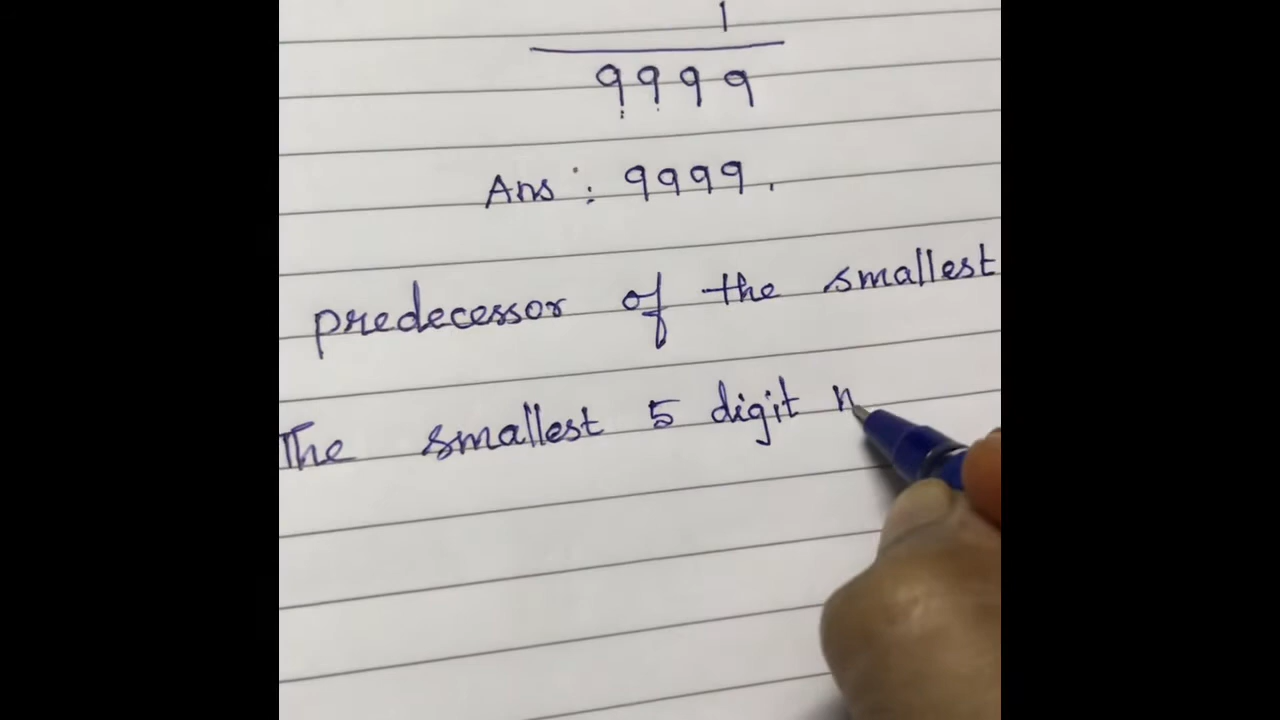 1
9999
Ans : 9999.
predecessor of the smallest
The smallest 5 digit n